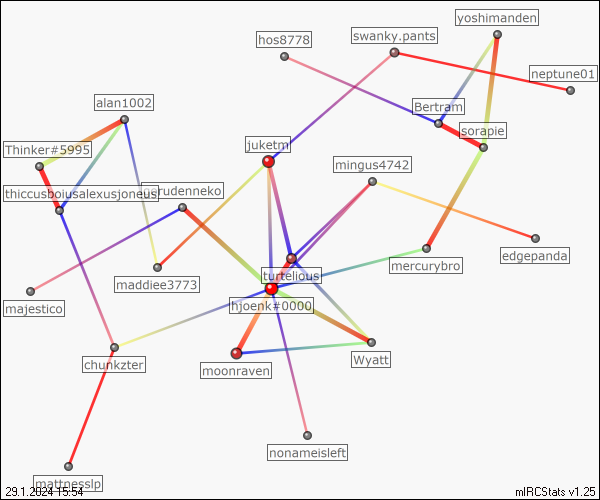 yoshimanden
hos8778
swanky.pants
neptune01
alan1002
Bertram
sorapie
Thinker#5995
juketm
mingus4742
thiccusboiusalexusjoneus
rudenneko
edgepanda
mercurybro
turtelious
maddiee3773
majestico
hjoenk#0000
chunkzter
Wyatt
moonraven
nonameisleft
mattnesslp
29.1.2024 15:54
mIRCStats v1.25